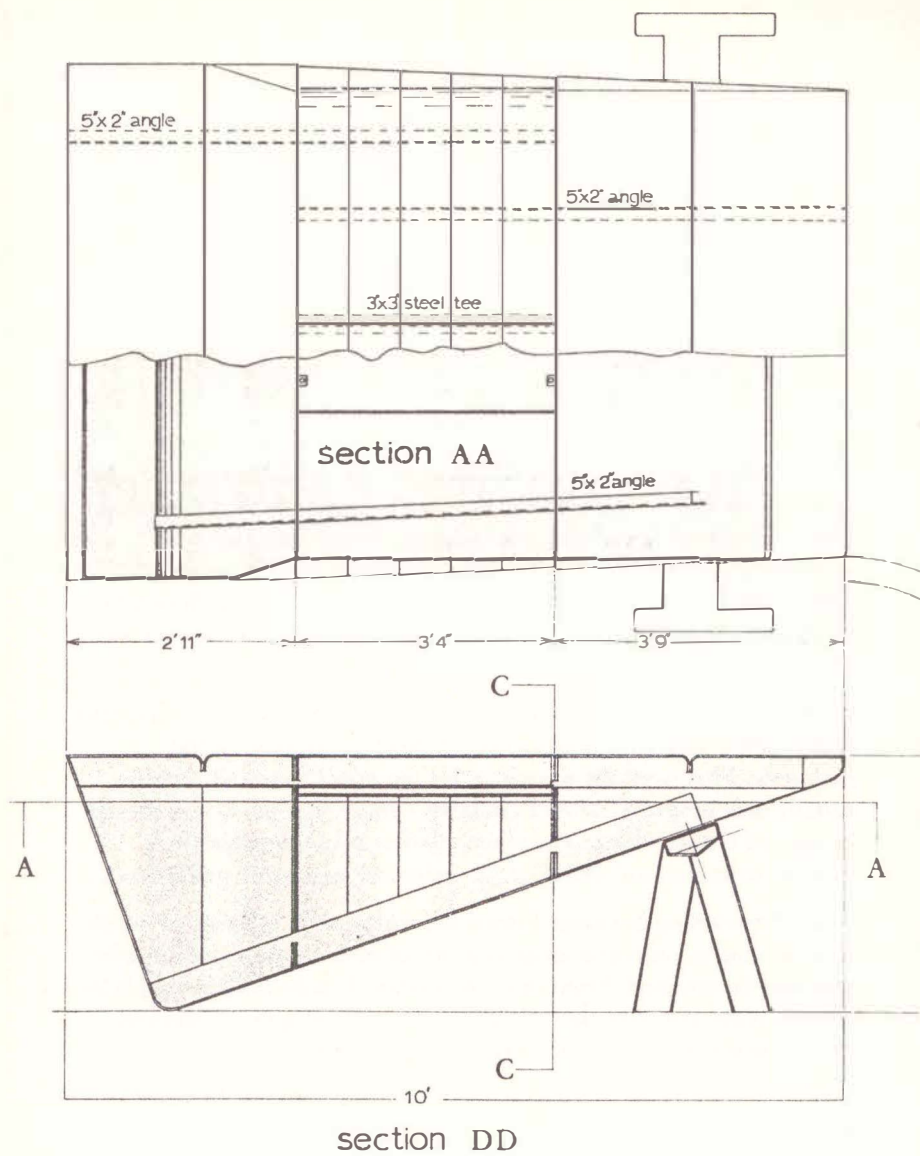 5"x 2" angle
5"x2" angle
3"x3" steel tee
section AA
5"x 2" angle
2'11"
3'4"
3'9"
C
A
A
C
10'
section DD